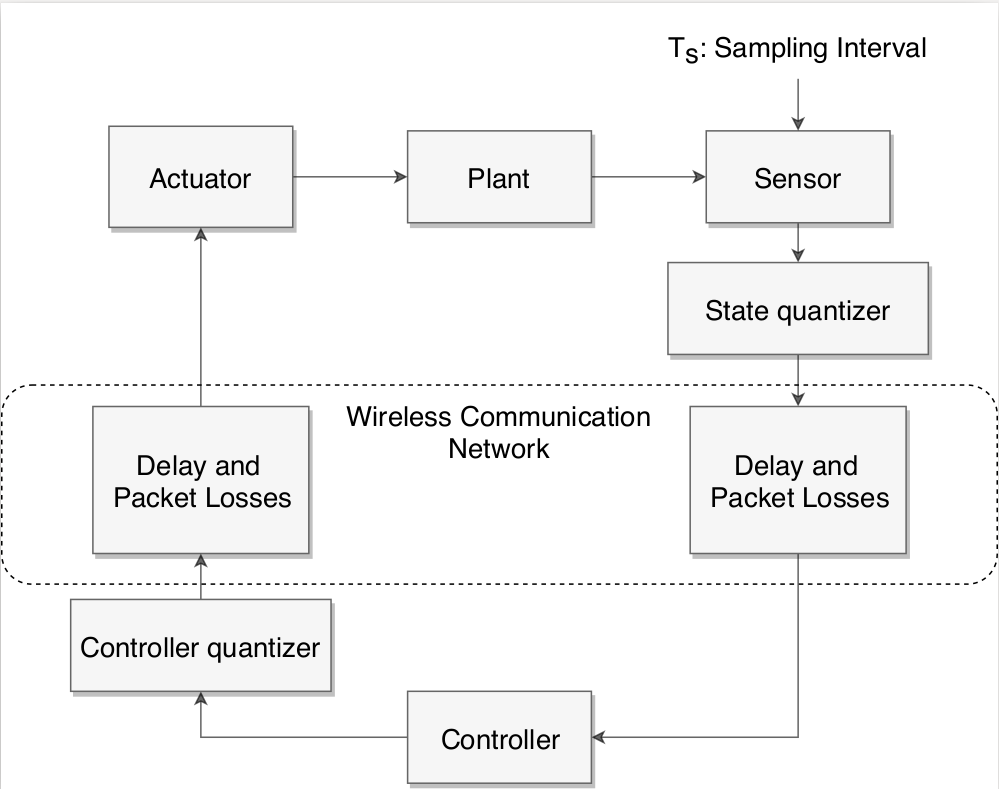 Ts: Sampling Interval
Actuator
Plant
Sensor
State quantizer
Wireless Communication
Network
Delay and
Packet Losses
Delay and
Packet Losses
Controller quantizer
Controller